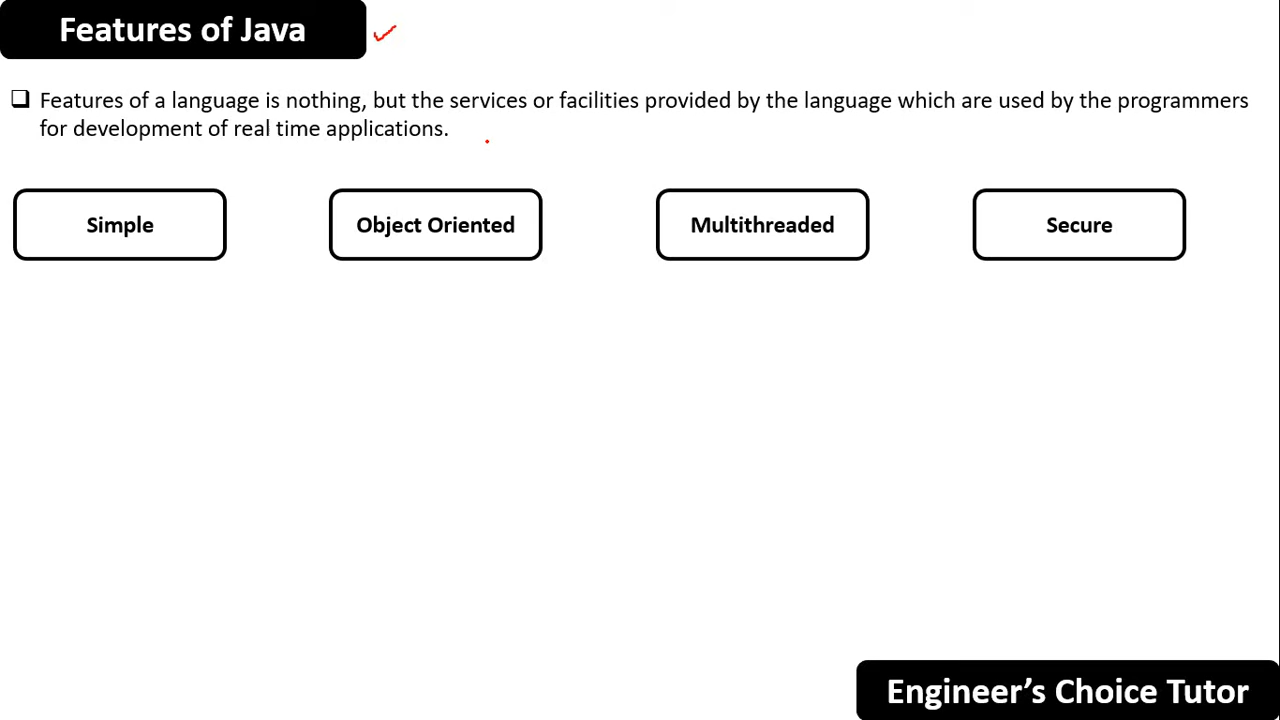 Features of Java
Features of a language is nothing, but the services or facilities provided by the language which are used by the programmers
for development of real time applications.
Simple
Object Oriented
Multithreaded
Secure
Engineer’s Choice Tutor